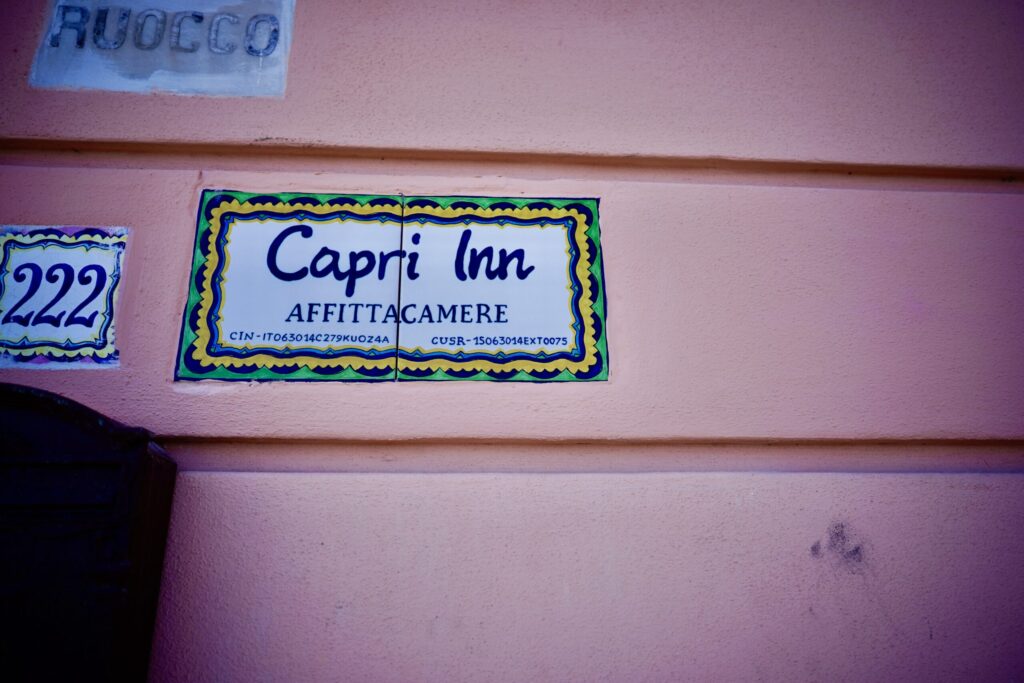 RUOCCO
222
Capri Inn
AFFITTACAMERE
CIN-IT063014C279KUOZ4A CUSR-15063014EXT0075